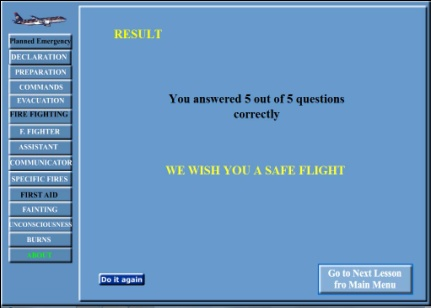 Planned Emergency
DECLARATION
PREPARATION
COMMANDS
EVACUATION
FIRE FIGHTING
F. FIGHTER
ASSISTANT
COMMUNICATOR
SPECIFIC FIRES
FIRST AID
FAINTING
UNCONSCIOUSNESS
BURNS
ABOUT
RESULT
You answered 5 out of 5 questions
correctly
WE WISH YOU A SAFE FLIGHT
Do it again
Go to Next Lesson
fro Main Menu